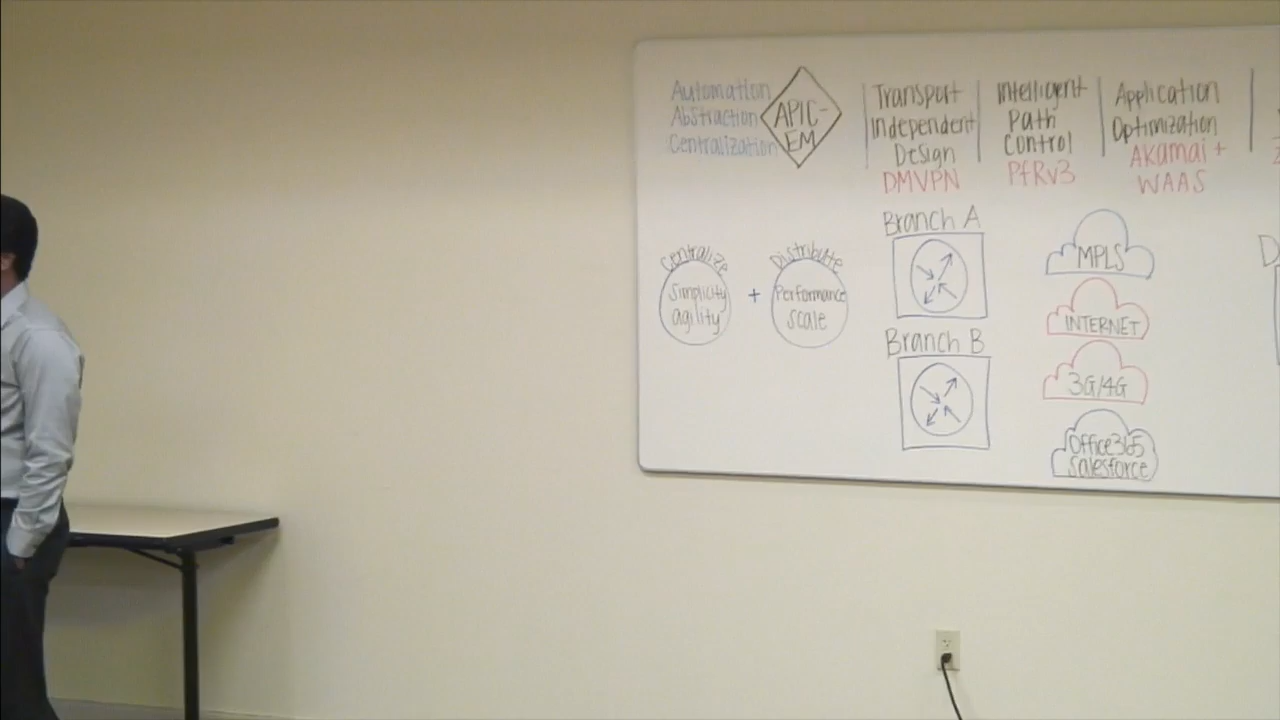 Automation
Abstraction
Centralization
APIC-
EM
Transport
Independent
Design
DMVPN
Intelligent
Path
Control
PfRv3
Application
Optimization
Akamai +
WAAS
Centralize
Simplicity
agility
+
Distribute
Performance
Scale
Branch A
Branch B
MPLS
INTERNET
3G/4G
Office365
Salesforce
D